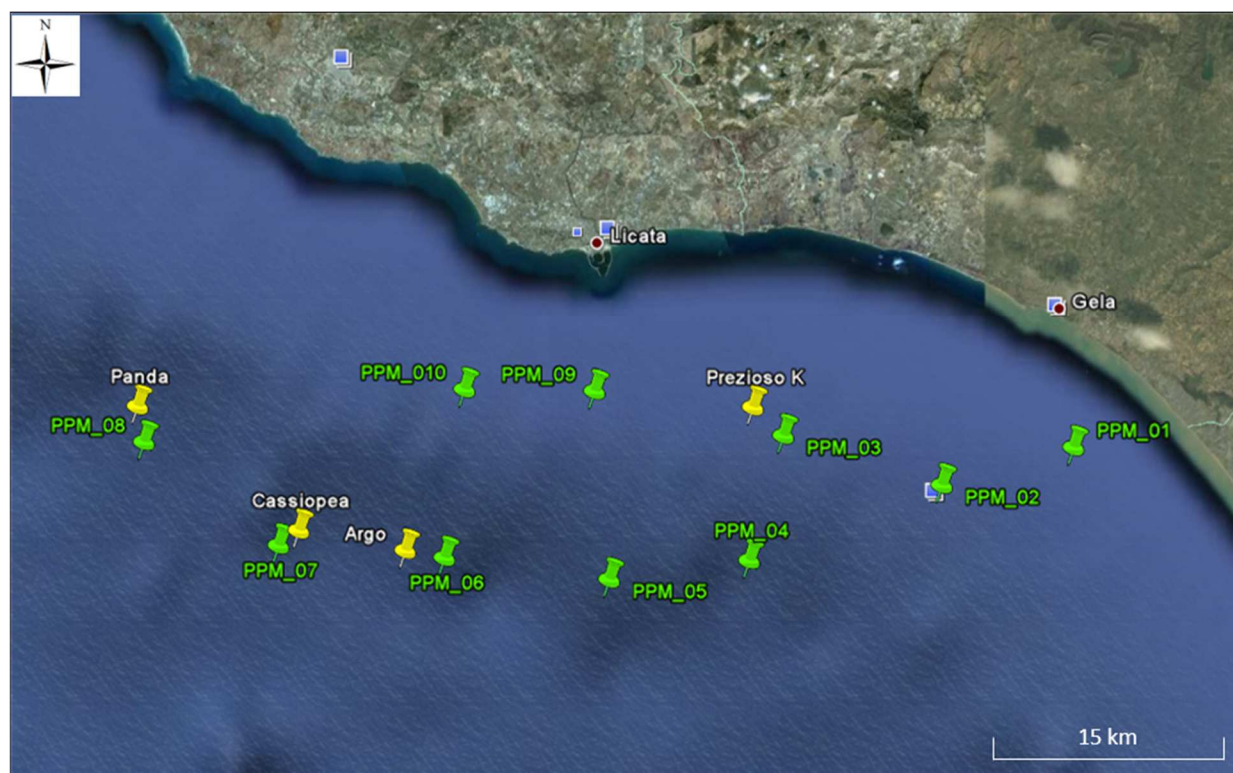 N
Licata
Gela
Panda
PPM_010
PPM_09
Prezioso K
PPM_08
PPM_03
PPM_01
PPM_02
Cassiopea
Argo
PPM_04
PPM_07
PPM_06
PPM_05
15 km